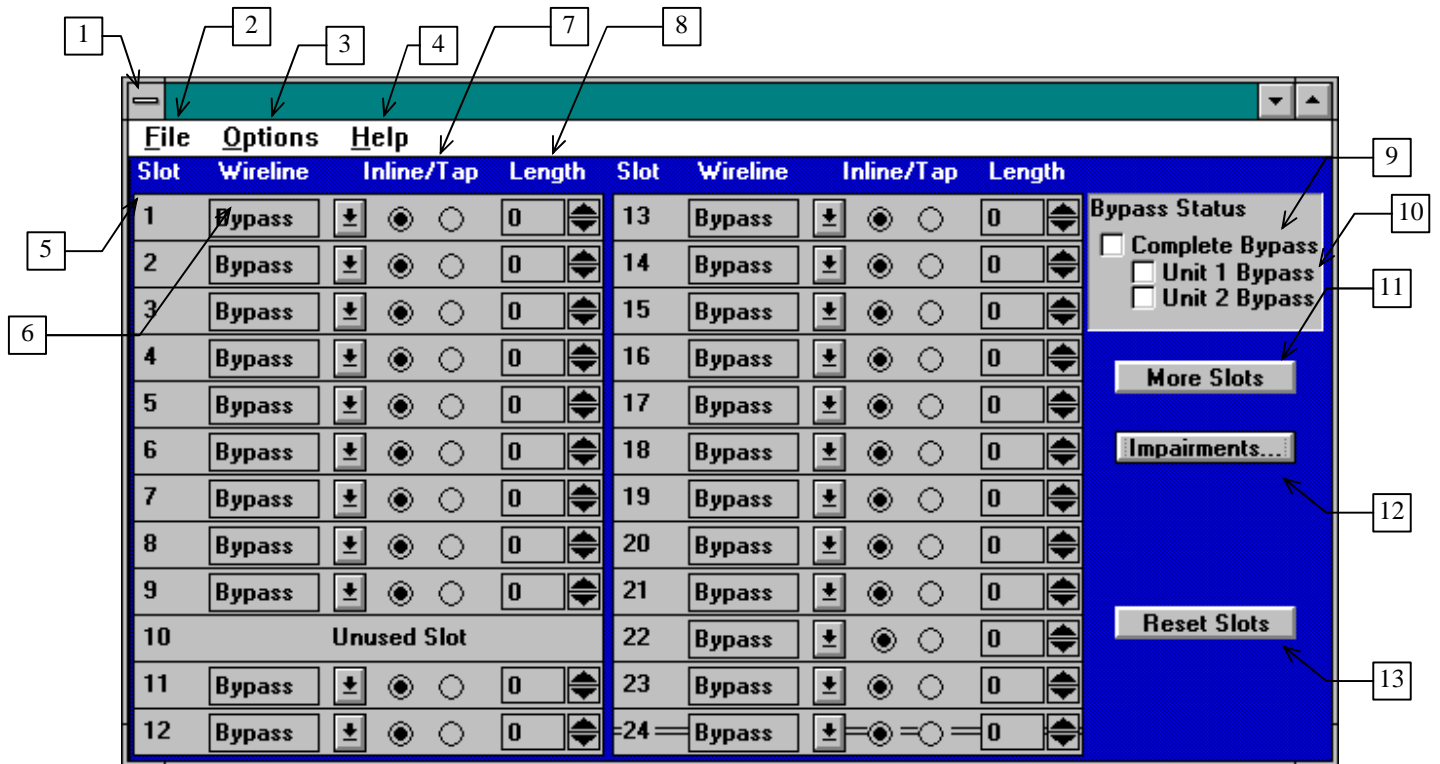 1
2
3
4
7
8
File Options Help
Slot Wireline Inline/Tap Length Slot Wireline Inline/Tap Length
1 Bypass 0 13 Bypass 0
2 Bypass 0 14 Bypass 0
3 Bypass 0 15 Bypass 0
4 Bypass 0 16 Bypass 0
5 Bypass 0 17 Bypass 0
6 Bypass 0 18 Bypass 0
7 Bypass 0 19 Bypass 0
8 Bypass 0 20 Bypass 0
9 Bypass 0 21 Bypass 0
10 Unused Slot 22 Bypass 0
11 Bypass 0 23 Bypass 0
12 Bypass 0 24 Bypass 0
Bypass Status
Complete Bypass
Unit 1 Bypass
Unit 2 Bypass
More Slots
Impairments...
Reset Slots
5
6
9
10
11
12
13